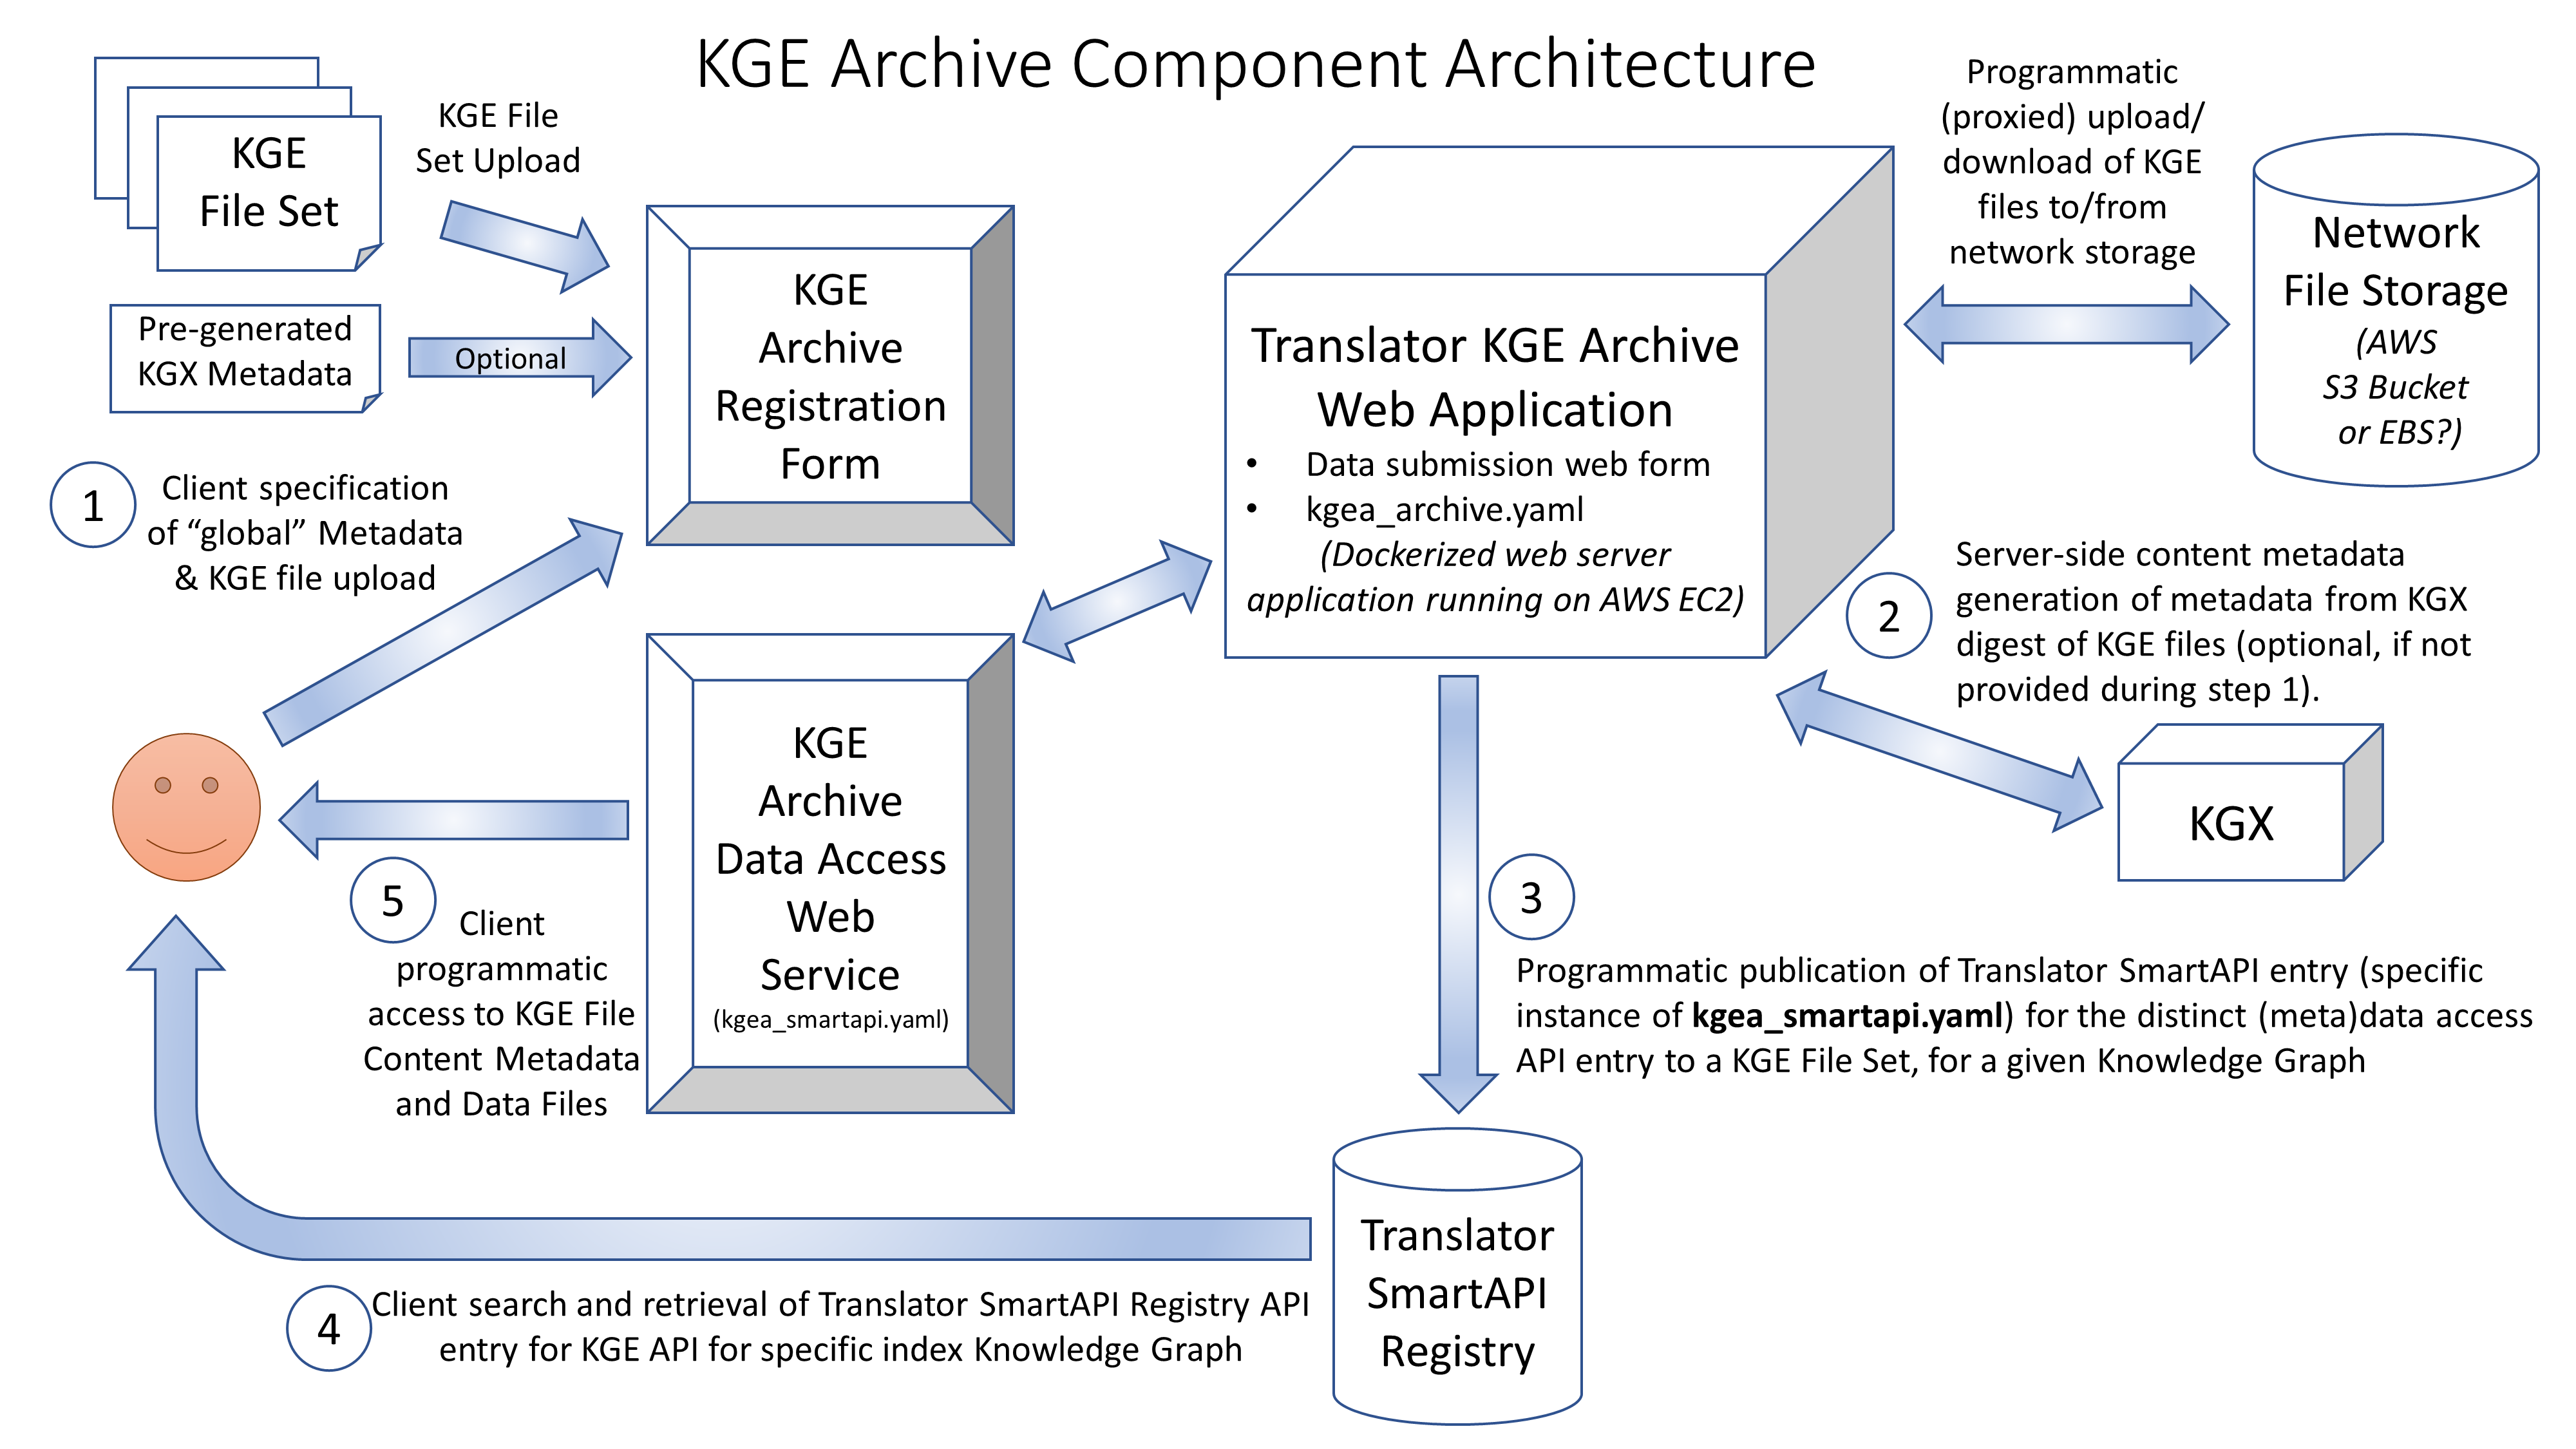 KGE Archive Component Architecture
KGE
File Set
KGE File
Set Upload
Pre-generated
KGX Metadata
Optional
KGE
Archive
Registration
Form
1
Client specification
of “global” Metadata
& KGE file upload
Translator KGE Archive
Web Application
• Data submission web form
• kgea_archive.yaml
(Dockerized web server
application running on AWS EC2)
Programmatic
(proxied) upload/
download of KGE
files to/from
network storage
Network
File Storage
(AWS
S3 Bucket
or EBS?)
2
Server-side content metadata
generation of metadata from KGX
digest of KGE files (optional, if not
provided during step 1).
KGX
KGE
Archive
Data Access
Web
Service
(kgea_smartapi.yaml)
5
Client
programmatic
access to KGE File
Content Metadata
and Data Files
3
Programmatic publication of Translator SmartAPI entry (specific
instance of kgea_smartapi.yaml) for the distinct (meta)data access
API entry to a KGE File Set, for a given Knowledge Graph
Translator
SmartAPI
Registry
4
Client search and retrieval of Translator SmartAPI Registry API
entry for KGE API for specific index Knowledge Graph